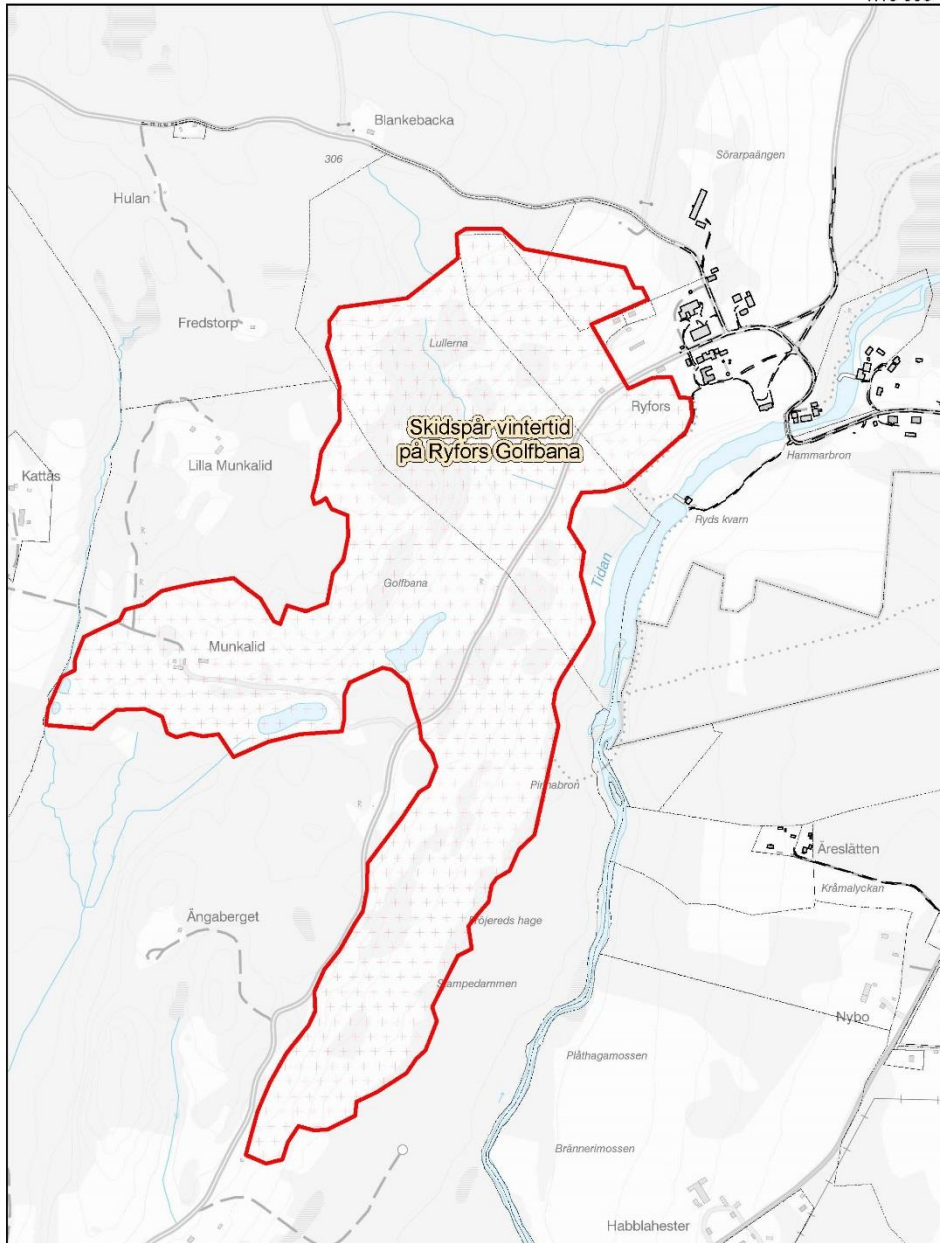 Blankebacka
Sörarpaängen
306
Hulan
Fredstorp
Lullerna
Ryfors
Skidspår vintertid
på Ryfors Golfbana
Lilla Munkalid
Kattås
Hammarbron
Ryds kvarn
Tidan
Golfbana
Munkalid
Pinnabron
Äreslätten
Kråmalyckan
Ängaberget
Fröjereds hage
Stampedammen
Nybo
Plåthagamossen
Brännerimossen
Habblahester